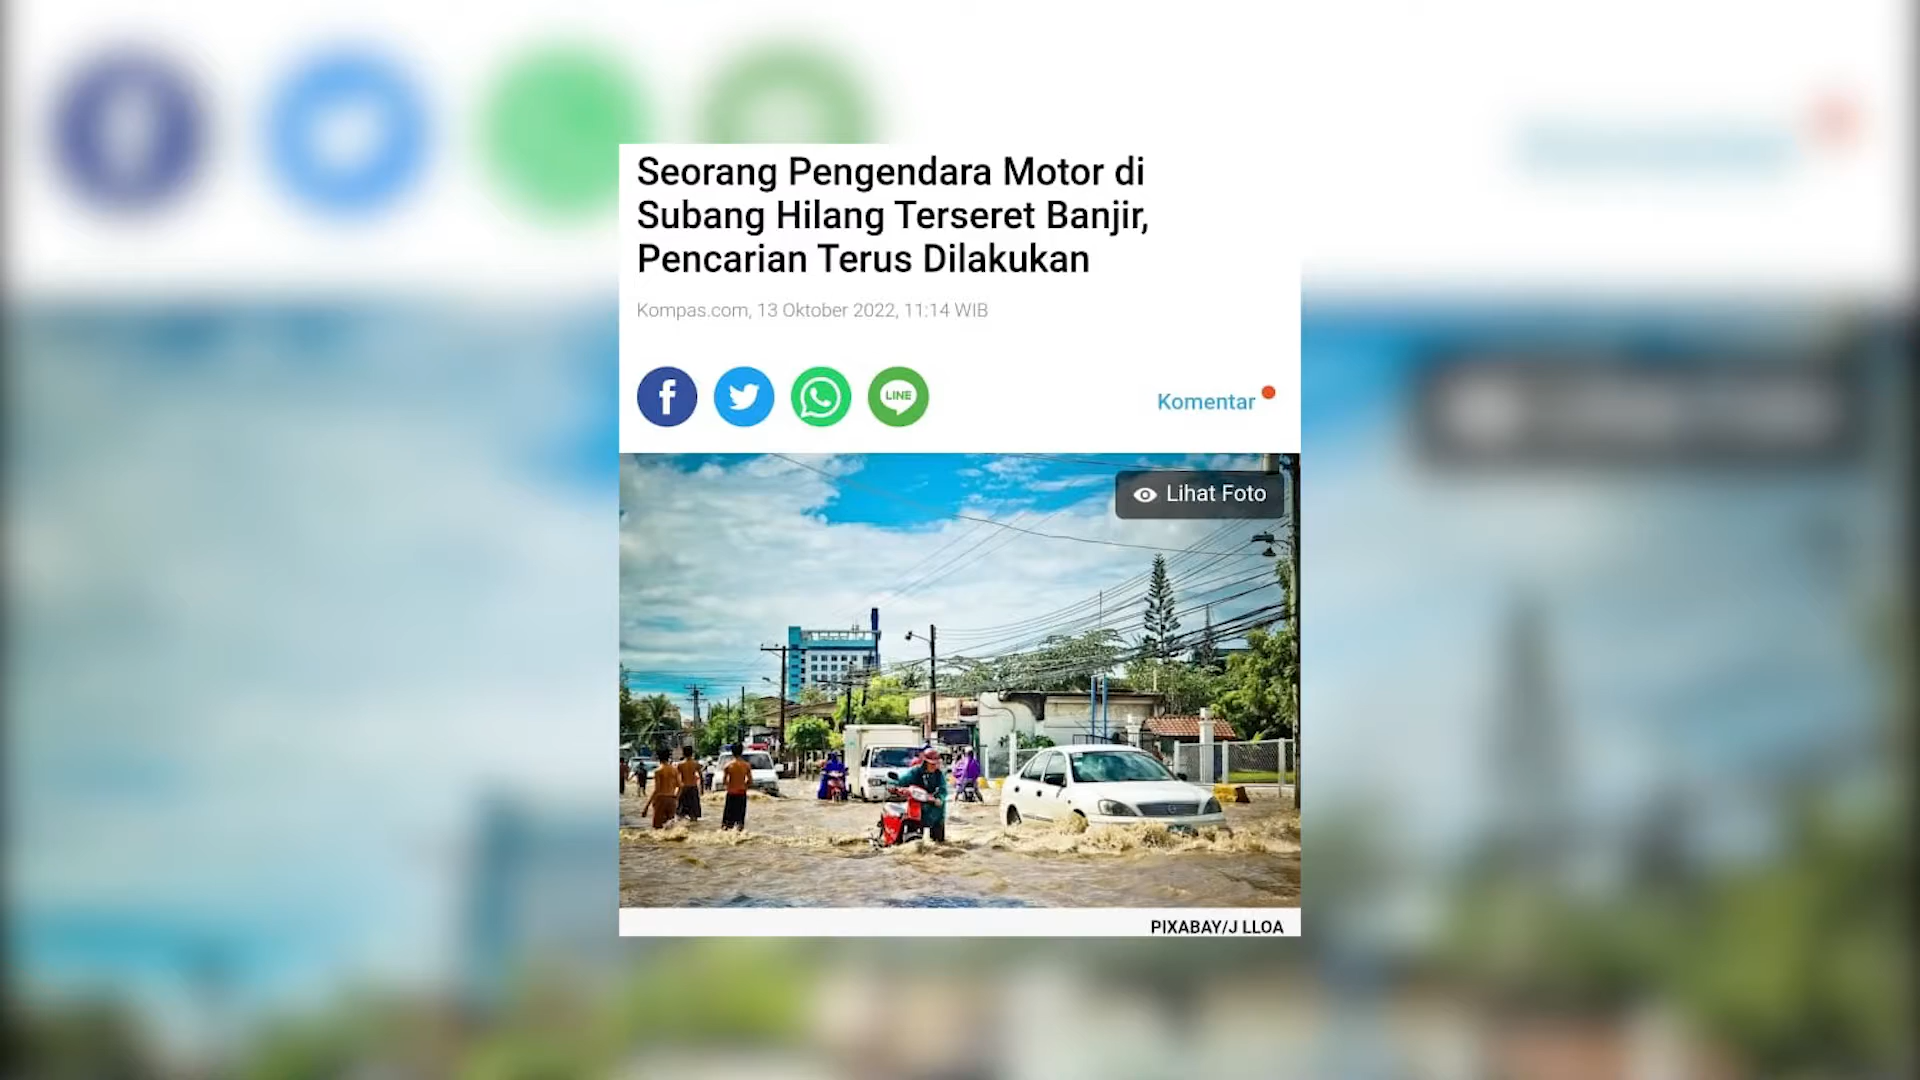 Seorang Pengendara Motor di
Subang Hilang Terseret Banjir,
Pencarian Terus Dilakukan
Kompas.com, 13 Oktober 2022, 11:14 WIB
LINE
Komentar
Lihat Foto
PIXABAY/J LLOA